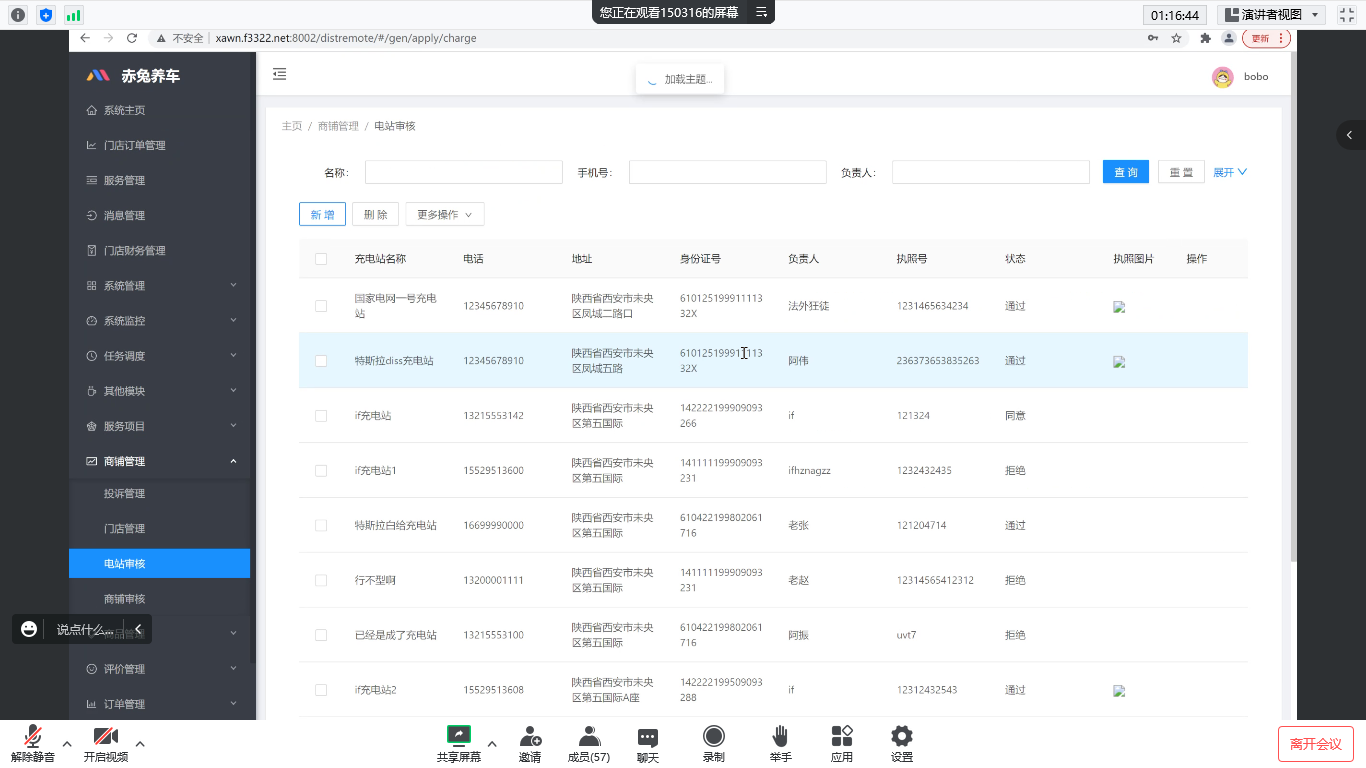 您正在观看150316的屏幕
01:16:44
演讲者视图
不安全
xawn.f3322.net:8002/distremote/#/gen/apply/charge
更新
赤兔养车
加载主题...
bobo
系统主页
门店订单管理
服务管理
消息管理
门店财务管理
系统管理
系统监控
任务调度
其他模块
服务项目
商铺管理
投诉管理
门店管理
电站审核
商铺审核
商品管理
评价管理
订单管理
主页 / 商铺管理 / 电站审核
名称：
手机号：
负责人：
查 询
重 置
展开
新 增
删 除
更多操作
充电站名称 电话 地址 身份证号 负责人 执照号 状态 执照图片 操作
国家电网一号充电
站
12345678910
陕西省西安市未央
区凤城二路口
610125199911113
32X
法外狂徒
1231465634234
通过
特斯拉diss充电站
12345678910
陕西省西安市未央
区凤城五路
610125199911113
32X
阿伟
236373653835263
通过
if充电站
13215553142
陕西省西安市未央
区第五国际
142222199909093
266
if
121324
同意
if充电站1
15529513600
陕西省西安市未央
区第五国际
141111199909093
231
ifhznagzz
1232432435
拒绝
特斯拉白给充电站
16699990000
陕西省西安市未央
区第五国际
610422199802061
716
老张
121204714
通过
行不型啊
13200001111
陕西省西安市未央
区第五国际
141111199909093
231
老赵
12314565412312
拒绝
已经是成了充电站
13215553100
陕西省西安市未央
区第五国际
610422199802061
716
阿振
uvt7
拒绝
if充电站2
15529513608
陕西省西安市未央
区第五国际A座
142222199509093
288
if
12312432543
通过
说点什么...
解除静音
开启视频
共享屏幕
邀请
成员(57)
聊天
录制
举手
应用
设置
离开会议